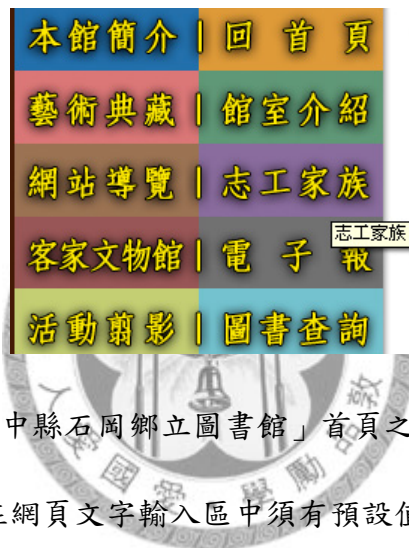 本館簡介 | 回首頁
藝術典藏 | 館室介紹
網站導覽 | 志工家族
志工家族
客家文物館 | 電子報
活動翦影 | 圖書查詢
中縣石岡鄉立圖書館」首頁之
網頁文字輸入區中須有預設值